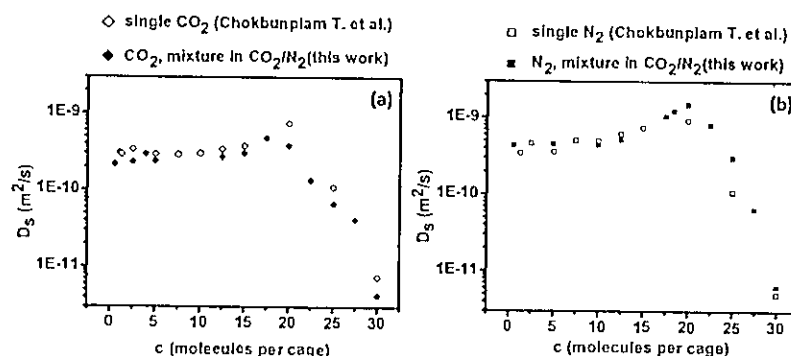 single CO₂ (Chokbunpiam T. et al.)
CO₂, mixture in CO₂/N₂(this work)
(a)
1E-9
1E-10
1E-11
Dₛ (m²/s)
0 5 10 15 20 25 30
c (molecules per cage)
single N₂ (Chokbunpiam T. et al.)
N₂, mixture in CO₂/N₂(this work)
(b)
1E-9
1E-10
1E-11
Dₛ (m²/s)
0 5 10 15 20 25 30
c (molecules per cage)